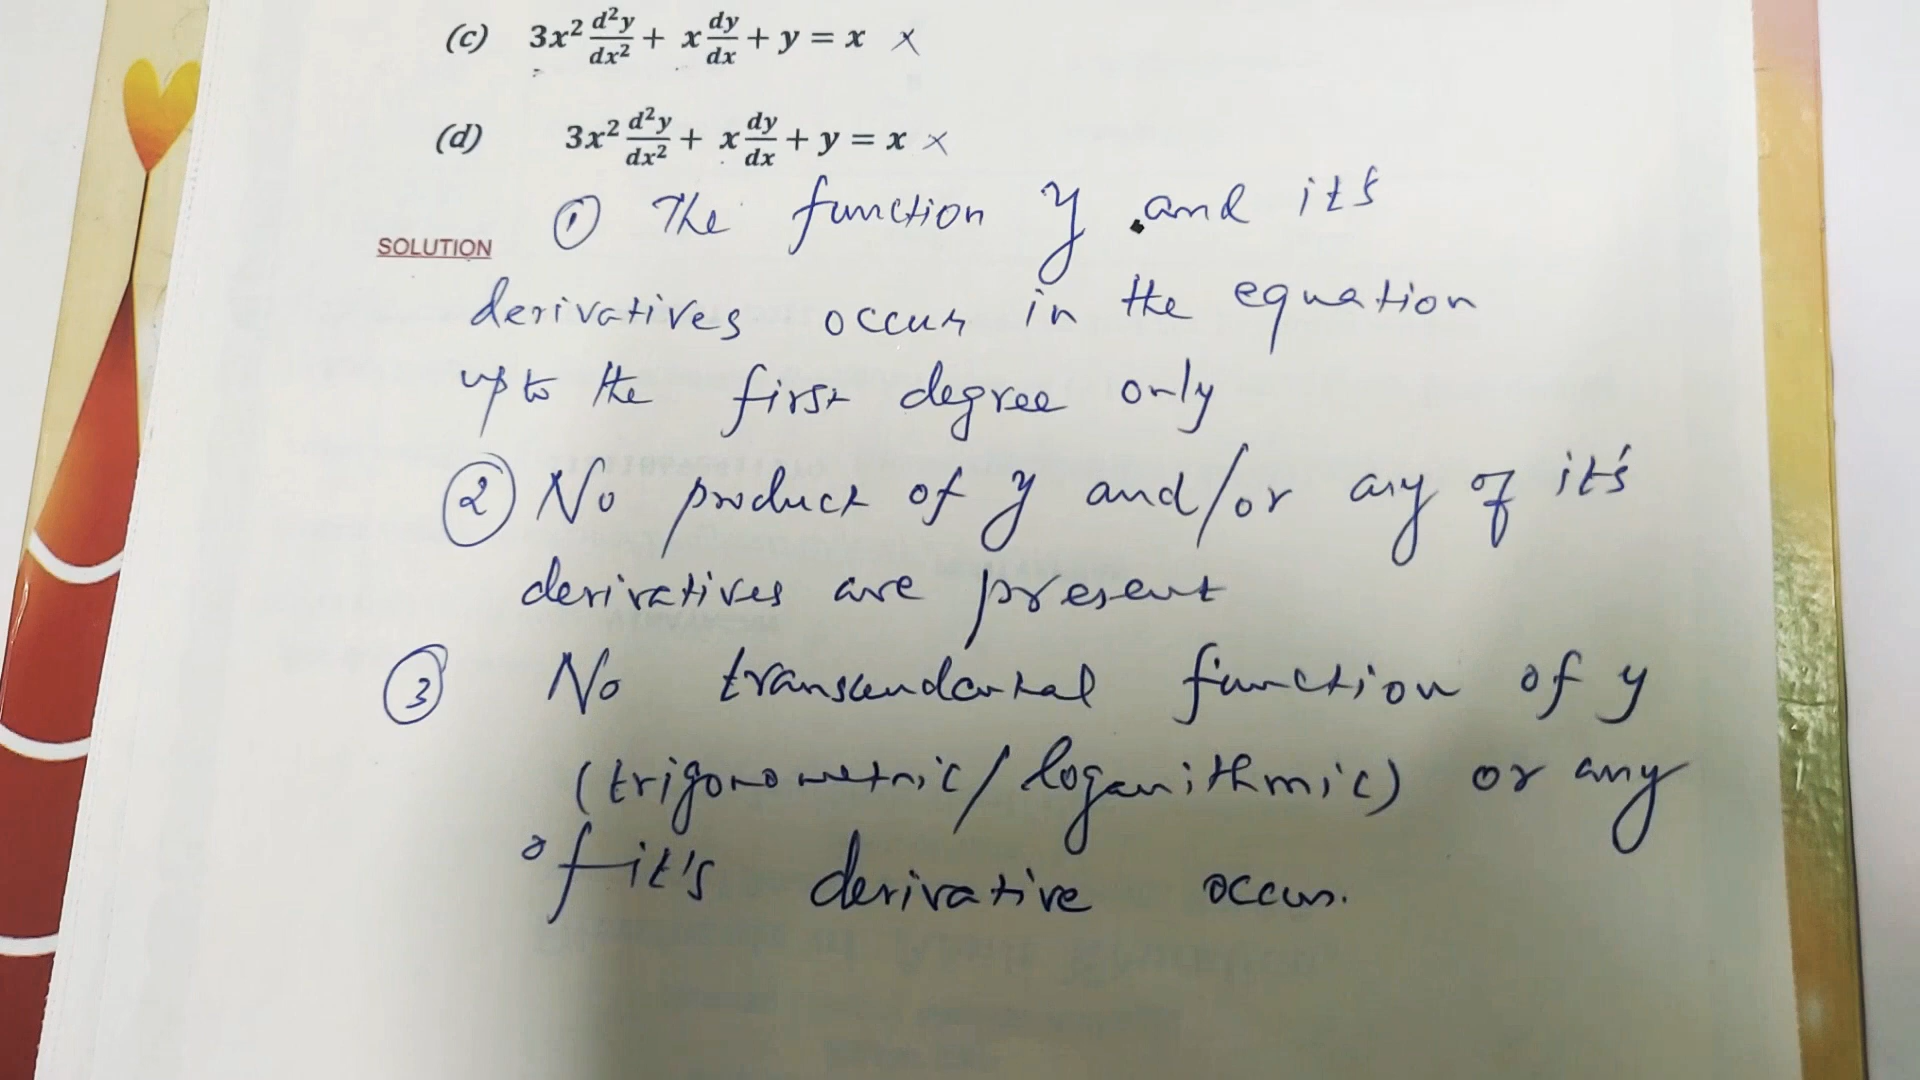 (c) 3x² d²y/dx² + x dy/dx + y = x ×
(d) 3x² d²y/dx² + x dy/dx + y = x ×
① The function y and its
SOLUTION
derivatives occur in the equation
upto the first degree only
② No product of y and/or any of it's
derivatives are present
③ No transcendental function of y
(trigonometric/logarithmic) or any
of it's derivative occurs.